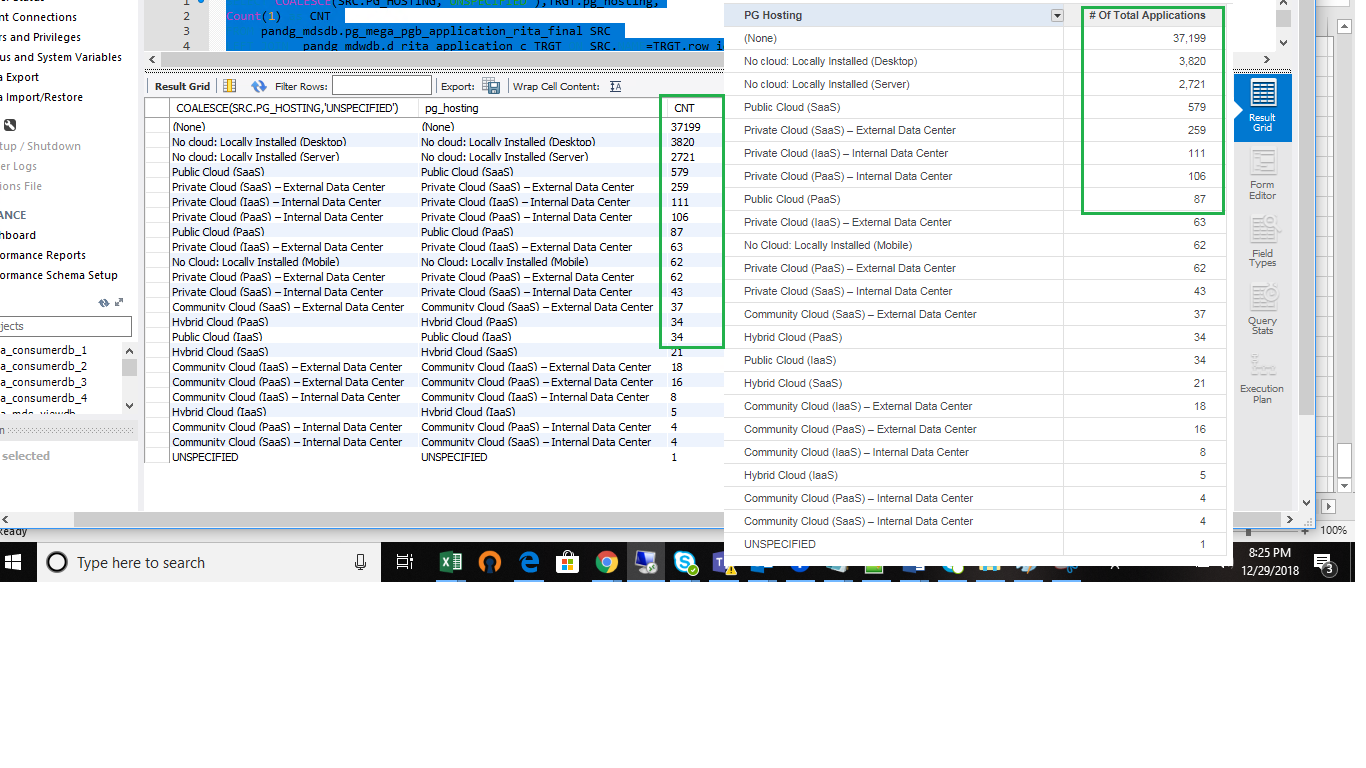 1 COALESCE(SRC.PG_HOSTING,'UNSPECIFIED'),TRGT.pg_hosting,
2 Count(1) CNT
3 pandg_mdsdb.pg_mega_pgb_application_rita_final SRC
4 pandg_mdwdb.d_rita_application_c TRGT SRC. =TRGT.row_i
rs and Privileges
us and System Variables
a Export
a Import/Restore
tup / Shutdown
er Logs
ions File
ANCE
hboard
ormance Reports
ormance Schema Setup
jects
a_consumerdb_1
a_consumerdb_2
a_consumerdb_3
a_consumerdb_4
a_mdc_viewdb
n
selected
Result Grid Filter Rows: Export: Wrap Cell Content: IA
COALESCE(SRC.PG_HOSTING,'UNSPECIFIED') pg_hosting CNT
(None) (None) 37199
No cloud: Locally Installed (Desktop) No cloud: Locally Installed (Desktop) 3820
No cloud: Locally Installed (Server) No cloud: Locally Installed (Server) 2721
Public Cloud (SaaS) Public Cloud (SaaS) 579
Private Cloud (SaaS) – External Data Center Private Cloud (SaaS) – External Data Center 259
Private Cloud (IaaS) – Internal Data Center Private Cloud (IaaS) – Internal Data Center 111
Private Cloud (PaaS) – Internal Data Center Private Cloud (PaaS) – Internal Data Center 106
Public Cloud (PaaS) Public Cloud (PaaS) 87
Private Cloud (IaaS) – External Data Center Private Cloud (IaaS) – External Data Center 63
No Cloud: Locally Installed (Mobile) No Cloud: Locally Installed (Mobile) 62
Private Cloud (PaaS) – External Data Center Private Cloud (PaaS) – External Data Center 62
Private Cloud (SaaS) – Internal Data Center Private Cloud (SaaS) – Internal Data Center 43
Community Cloud (SaaS) – External Data Center Community Cloud (SaaS) – External Data Center 37
Hybrid Cloud (PaaS) Hybrid Cloud (PaaS) 34
Public Cloud (IaaS) Public Cloud (IaaS) 34
Hybrid Cloud (SaaS) Hybrid Cloud (SaaS) 21
Community Cloud (IaaS) – External Data Center Community Cloud (IaaS) – External Data Center 18
Community Cloud (PaaS) – External Data Center Community Cloud (PaaS) – External Data Center 16
Community Cloud (IaaS) – Internal Data Center Community Cloud (IaaS) – Internal Data Center 8
Hybrid Cloud (IaaS) Hybrid Cloud (IaaS) 5
Community Cloud (PaaS) – Internal Data Center Community Cloud (PaaS) – Internal Data Center 4
Community Cloud (SaaS) – Internal Data Center Community Cloud (SaaS) – Internal Data Center 4
UNSPECIFIED UNSPECIFIED 1
PG Hosting # Of Total Applications
(None) 37,199
No cloud: Locally Installed (Desktop) 3,820
No cloud: Locally Installed (Server) 2,721
Public Cloud (SaaS) 579
Private Cloud (SaaS) – External Data Center 259
Private Cloud (IaaS) – Internal Data Center 111
Private Cloud (PaaS) – Internal Data Center 106
Public Cloud (PaaS) 87
Private Cloud (IaaS) – External Data Center 63
No Cloud: Locally Installed (Mobile) 62
Private Cloud (PaaS) – External Data Center 62
Private Cloud (SaaS) – Internal Data Center 43
Community Cloud (SaaS) – External Data Center 37
Hybrid Cloud (PaaS) 34
Public Cloud (IaaS) 34
Hybrid Cloud (SaaS) 21
Community Cloud (IaaS) – External Data Center 18
Community Cloud (PaaS) – External Data Center 16
Community Cloud (IaaS) – Internal Data Center 8
Hybrid Cloud (IaaS) 5
Community Cloud (PaaS) – Internal Data Center 4
Community Cloud (SaaS) – Internal Data Center 4
UNSPECIFIED 1
Result
Grid
Form
Editor
Field
Types
Query
Stats
Execution
Plan
Ready
100%
Type here to search
8:25 PM
12/29/2018
3